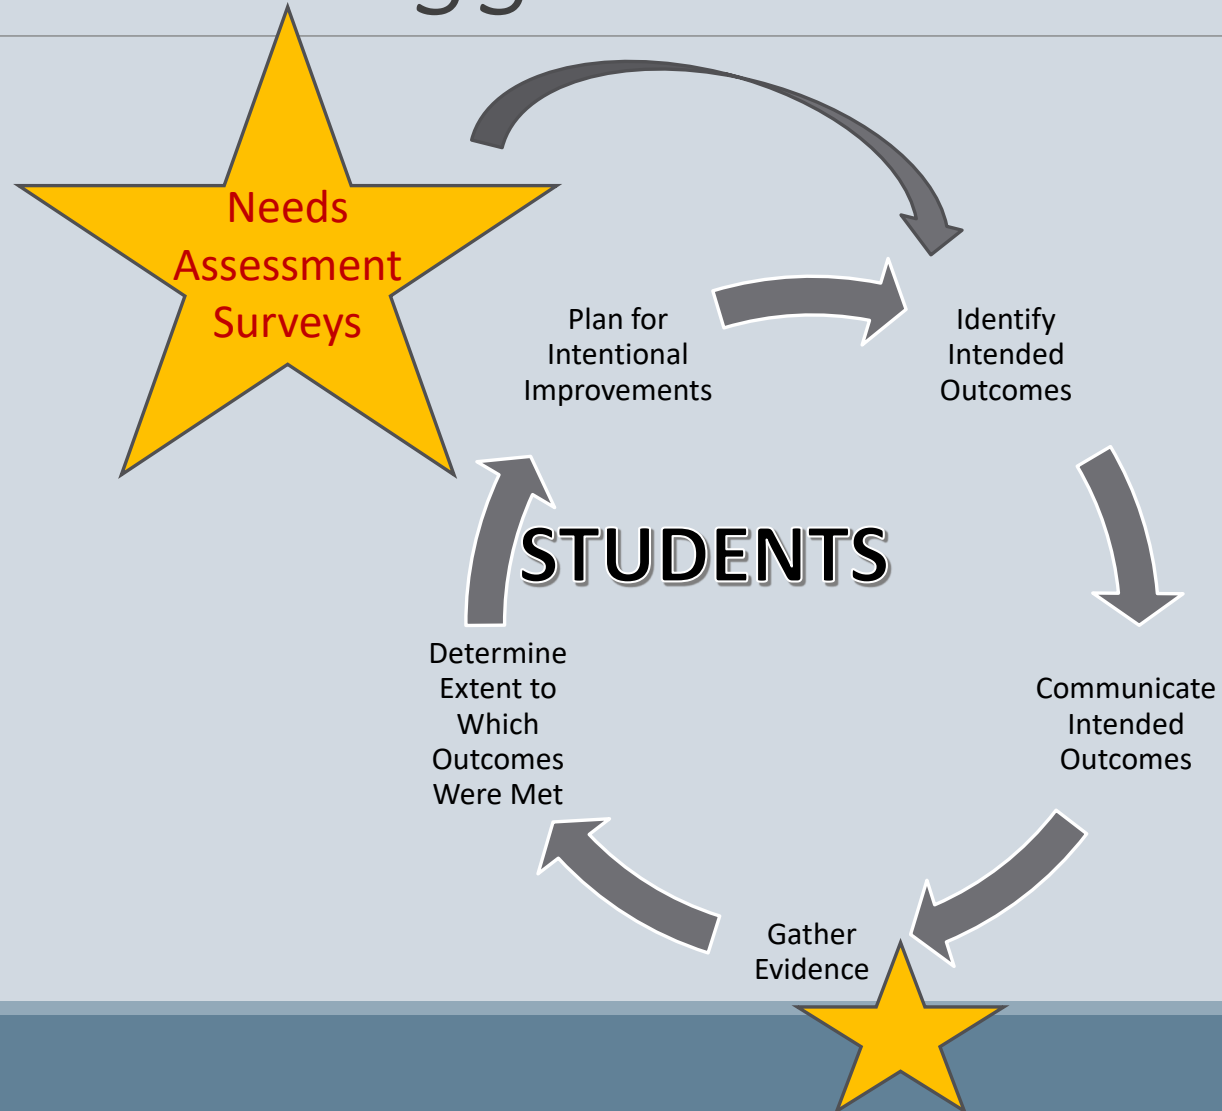 Needs
Assessment
Surveys
Plan for
Intentional
Improvements
Identify
Intended
Outcomes
STUDENTS
Determine
Extent to
Which
Outcomes
Were Met
Communicate
Intended
Outcomes
Gather
Evidence